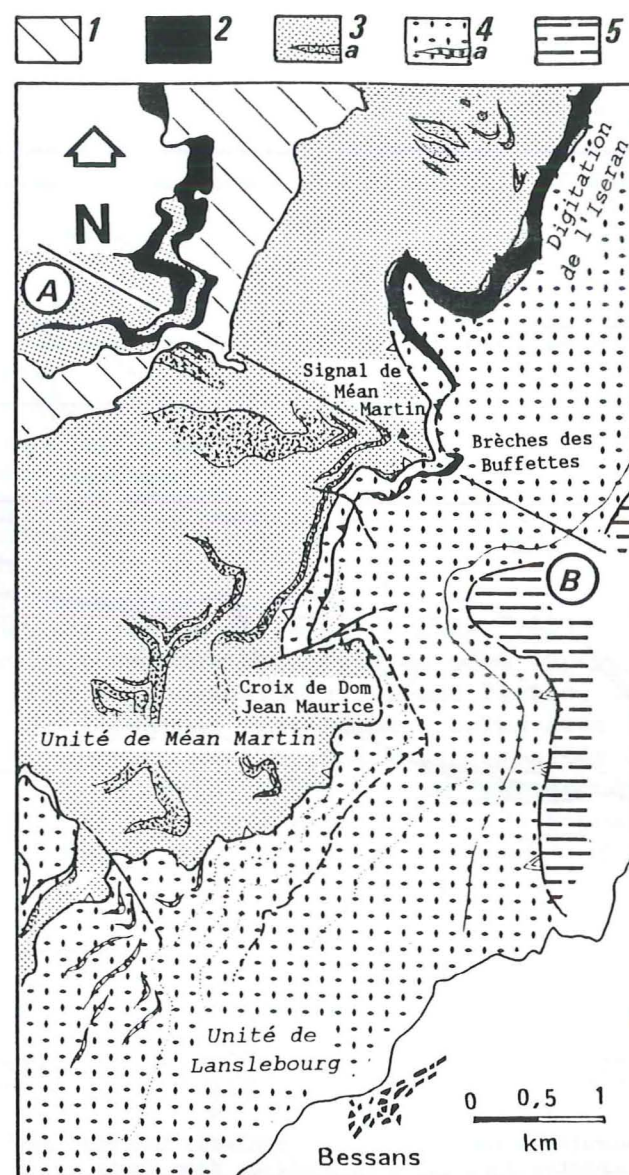 1 2 3 4 5
a a
N
A
Digitation
de l'Iseran
Signal de
Méan
Martin
Brèches des
Buffettes
B
Croix de Dom
Jean Maurice
Unité de Méan Martin
Unité de
Lanslebourg
Bessans
0 0,5 1
km